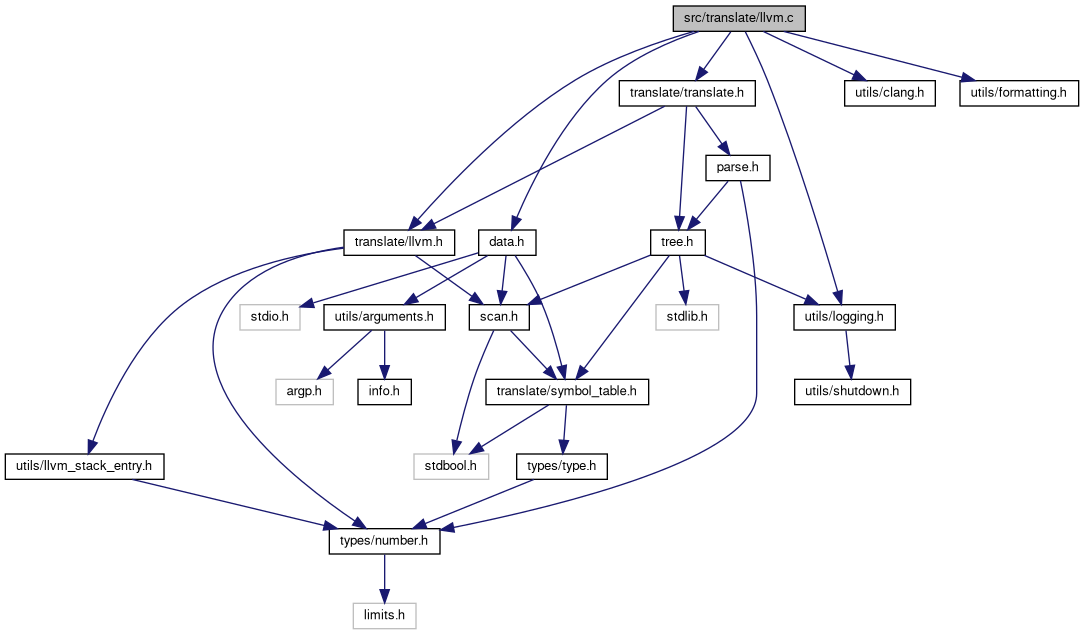 src/translate/llvm.c
translate/translate.h
utils/clang.h
utils/formatting.h
parse.h
translate/llvm.h
data.h
tree.h
stdio.h
utils/arguments.h
scan.h
stdlib.h
utils/logging.h
argp.h
info.h
translate/symbol_table.h
utils/shutdown.h
utils/llvm_stack_entry.h
stdbool.h
types/type.h
types/number.h
limits.h